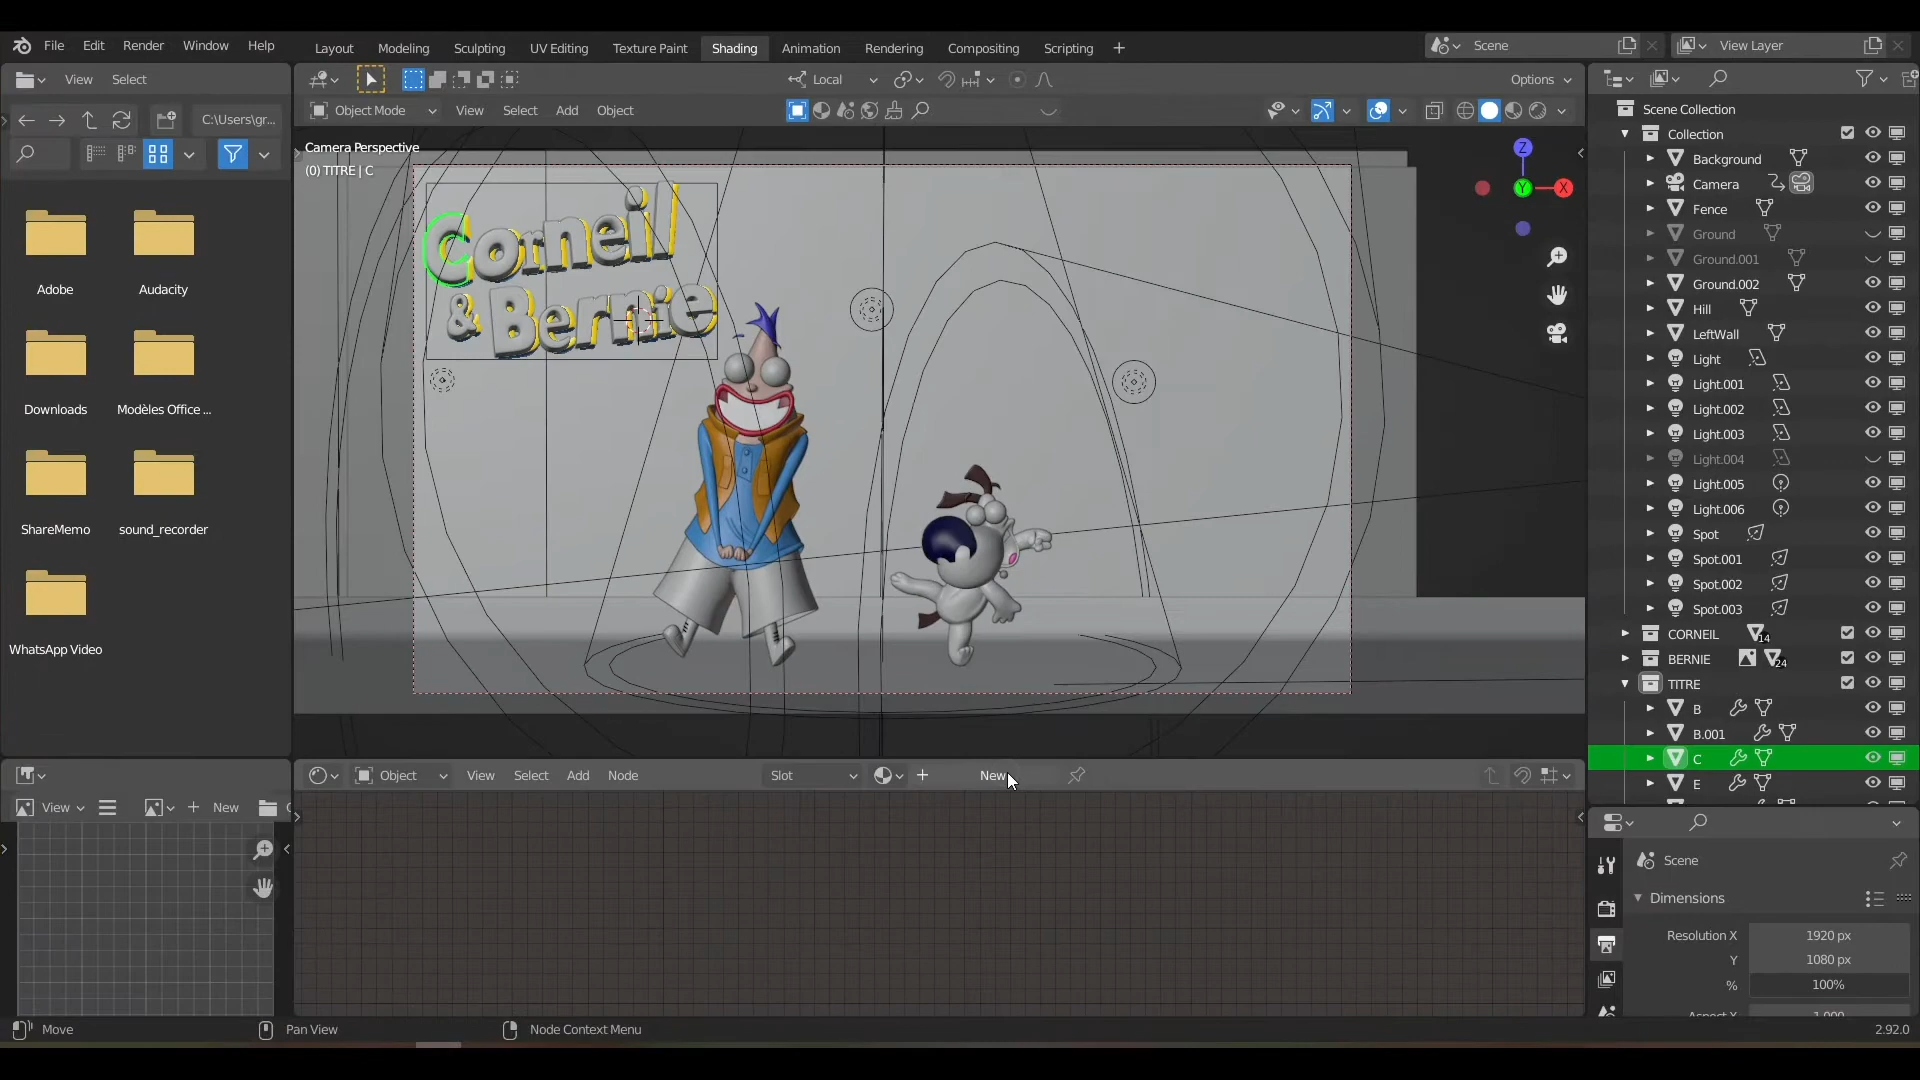 File Edit Render Window Help
Layout Modeling Sculpting UV Editing Texture Paint Shading Animation Rendering Compositing Scripting
Scene
View Layer
View Select
Local
Options
C:\Users\gr...
Object Mode View Select Add Object
Camera Perspective
(0) TITRE | C
Z
Y
X
Corneil
& Bernie
Adobe
Audacity
Downloads
Modèles Office ...
ShareMemo
sound_recorder
WhatsApp Video
Scene Collection
Collection
Background
Camera
Fence
Ground
Ground.001
Ground.002
Hill
LeftWall
Light
Light.001
Light.002
Light.003
Light.004
Light.005
Light.006
Spot
Spot.001
Spot.002
Spot.003
CORNEIL 14
BERNIE 24
TITRE
B
B.001
C
E
View New
Object View Select Add Node Slot New
Scene
Dimensions
Resolution X 1920 px
Y 1080 px
% 100%
Aspect X 1.000
Move
Pan View
Node Context Menu
2.92.0